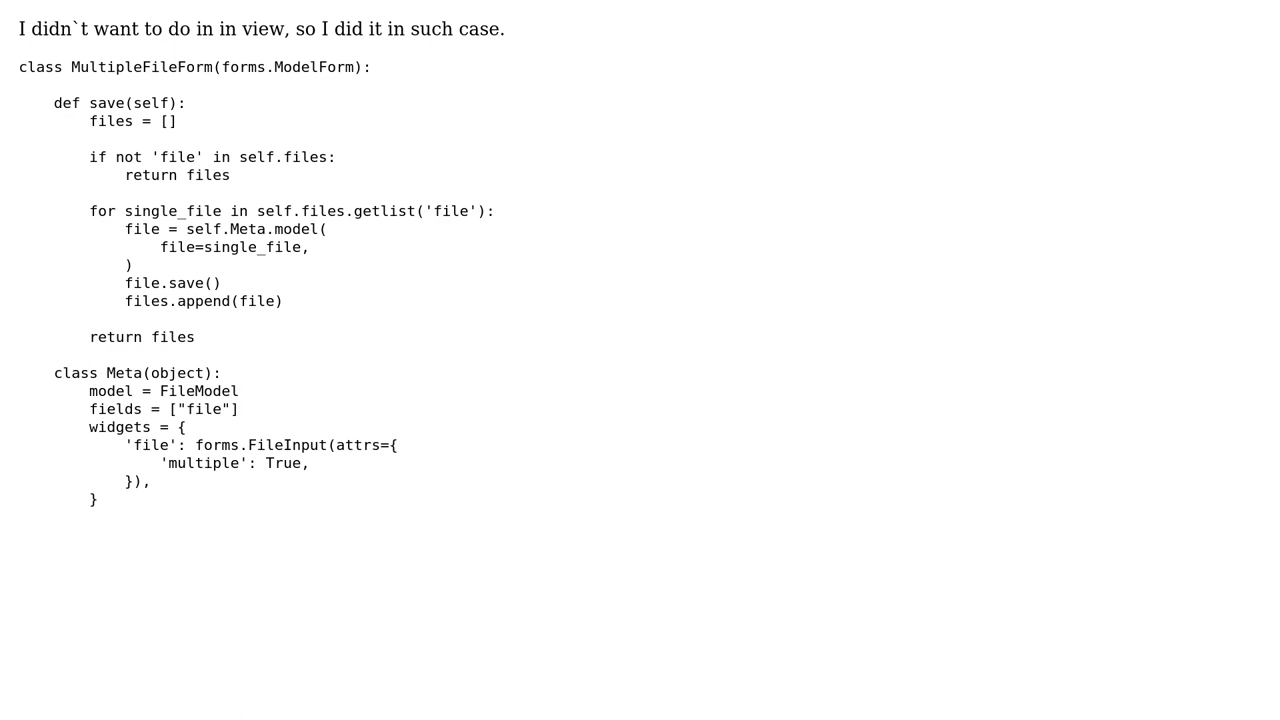 I didn`t want to do in in view, so I did it in such case.
class MultipleFileForm(forms.ModelForm):
    def save(self):
        files = []
        if not 'file' in self.files:
            return files
        for single_file in self.files.getlist('file'):
            file = self.Meta.model(
                file=single_file,
            )
            file.save()
            files.append(file)
        return files
    class Meta(object):
        model = FileModel
        fields = ["file"]
        widgets = {
            'file': forms.FileInput(attrs={
                'multiple': True,
            }),
        }